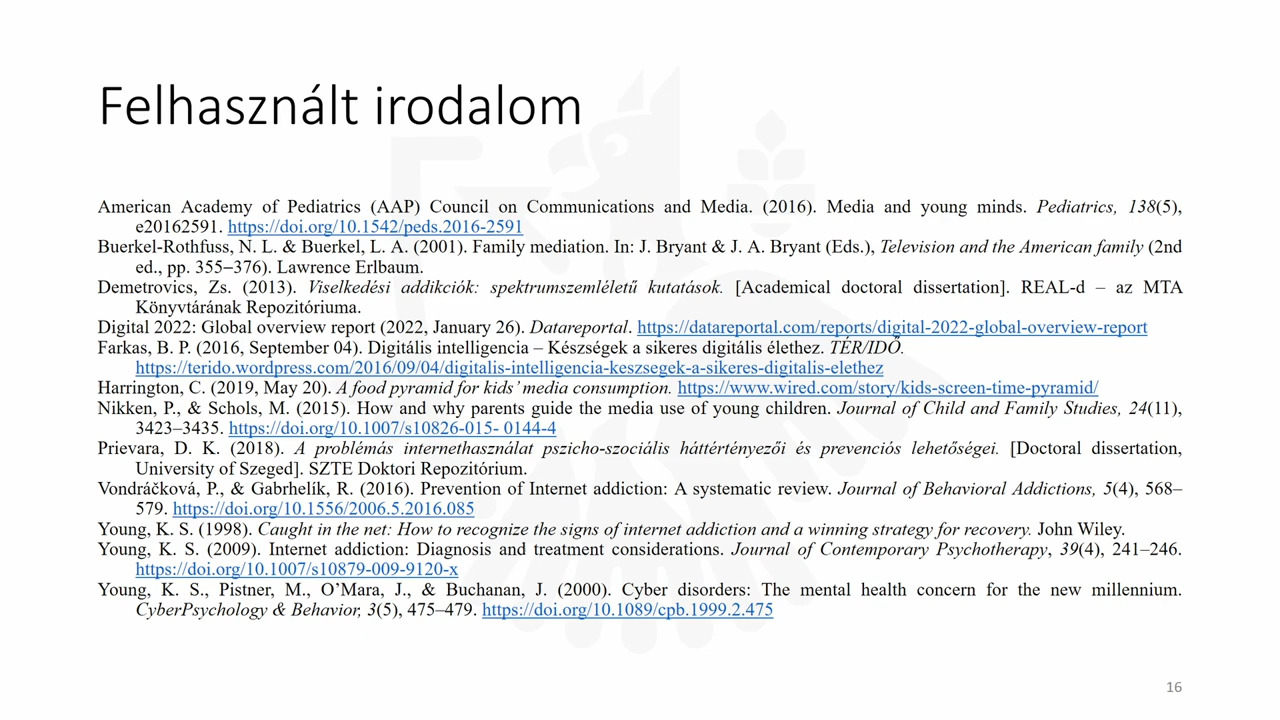 Felhasznált irodalom
American Academy of Pediatrics (AAP) Council on Communications and Media. (2016). Media and young minds. Pediatrics, 138(5),
e20162591. https://doi.org/10.1542/peds.2016-2591
Buerkel-Rothfuss, N. L. & Buerkel, L. A. (2001). Family mediation. In: J. Bryant & J. A. Bryant (Eds.), Television and the American family (2nd
ed., pp. 355–376). Lawrence Erlbaum.
Demetrovics, Zs. (2013). Viselkedési addikciók: spektrumszemléletű kutatások. [Academical doctoral dissertation]. REAL-d – az MTA
Könyvtárának Repozitóriuma.
Digital 2022: Global overview report (2022, January 26). Datareportal. https://datareportal.com/reports/digital-2022-global-overview-report
Farkas, B. P. (2016, September 04). Digitális intelligencia – Készségek a sikeres digitális élethez. TÉR/IDŐ.
https://terido.wordpress.com/2016/09/04/digitalis-intelligencia-keszsegek-a-sikeres-digitalis-elethez
Harrington, C. (2019, May 20). A food pyramid for kids’ media consumption. https://www.wired.com/story/kids-screen-time-pyramid/
Nikken, P., & Schols, M. (2015). How and why parents guide the media use of young children. Journal of Child and Family Studies, 24(11),
3423–3435. https://doi.org/10.1007/s10826-015- 0144-4
Prievara, D. K. (2018). A problémás internethasználat pszicho-szociális háttértényezői és prevenciós lehetőségei. [Doctoral dissertation,
University of Szeged]. SZTE Doktori Repozitórium.
Vondráčková, P., & Gabrhelík, R. (2016). Prevention of Internet addiction: A systematic review. Journal of Behavioral Addictions, 5(4), 568–
579. https://doi.org/10.1556/2006.5.2016.085
Young, K. S. (1998). Caught in the net: How to recognize the signs of internet addiction and a winning strategy for recovery. John Wiley.
Young, K. S. (2009). Internet addiction: Diagnosis and treatment considerations. Journal of Contemporary Psychotherapy, 39(4), 241–246.
https://doi.org/10.1007/s10879-009-9120-x
Young, K. S., Pistner, M., O’Mara, J., & Buchanan, J. (2000). Cyber disorders: The mental health concern for the new millennium.
CyberPsychology & Behavior, 3(5), 475–479. https://doi.org/10.1089/cpb.1999.2.475
16